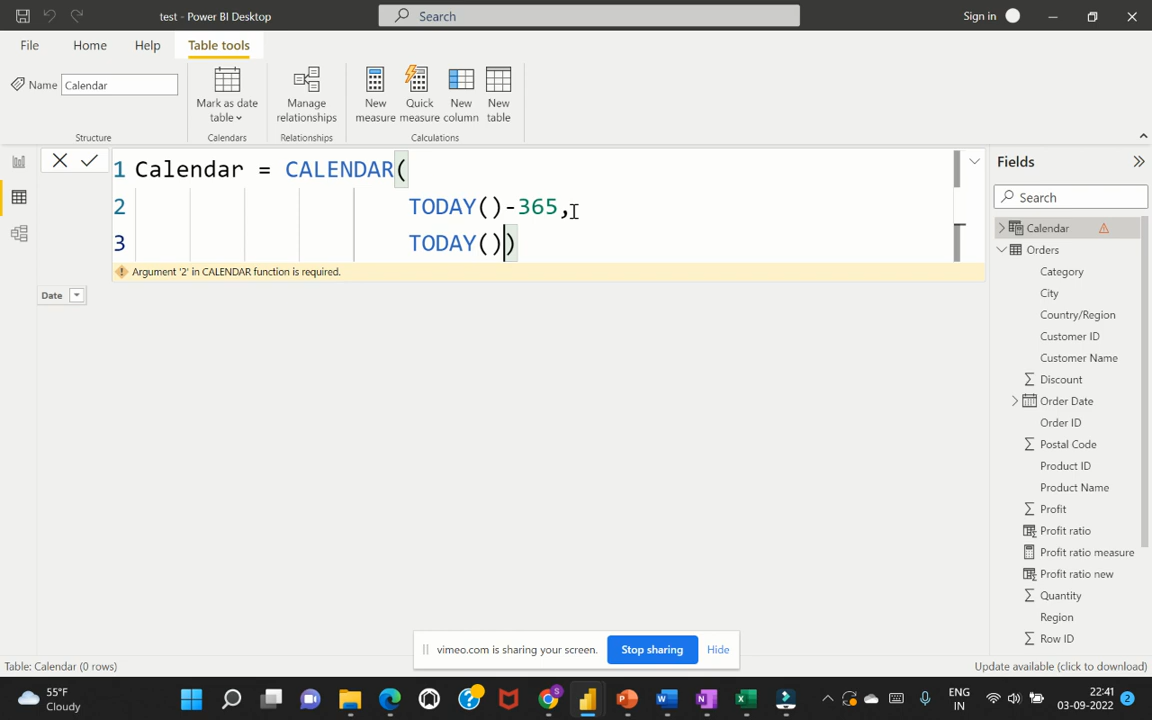 test - Power BI Desktop
Search
Sign in
File
Home
Help
Table tools
Name
Calendar
Mark as date
table
New
measure
Quick
measure
New
column
New
table
Manage
relationships
Structure
Calendars
Relationships
Calculations
1 Calendar = CALENDAR(
2 TODAY()-365,
3 TODAY())
Argument '2' in CALENDAR function is required.
Date
Fields
Search
Calendar
Orders
Category
City
Country/Region
Customer ID
Customer Name
Discount
Order Date
Order ID
Postal Code
Product ID
Product Name
Profit
Profit ratio
Profit ratio measure
Profit ratio new
Quantity
Region
Row ID
vimeo.com is sharing your screen.
Stop sharing
Hide
Table: Calendar (0 rows)
Update available (click to download)
55°F
Cloudy
ENG
IN
22:41
03-09-2022
2